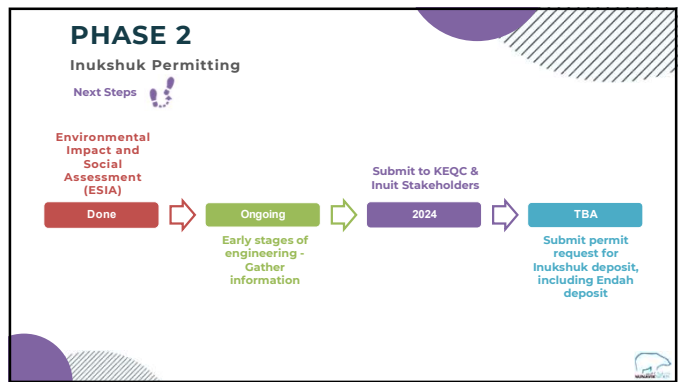 PHASE 2
Inukshuk Permitting
Next Steps
Environmental
Impact and
Social
Assessment
(ESIA)
Done
Ongoing
Early stages of
engineering -
Gather
information
Submit to KEQC &
Inuit Stakeholders
2024
TBA
Submit permit
request for
Inukshuk deposit,
including Endah
deposit